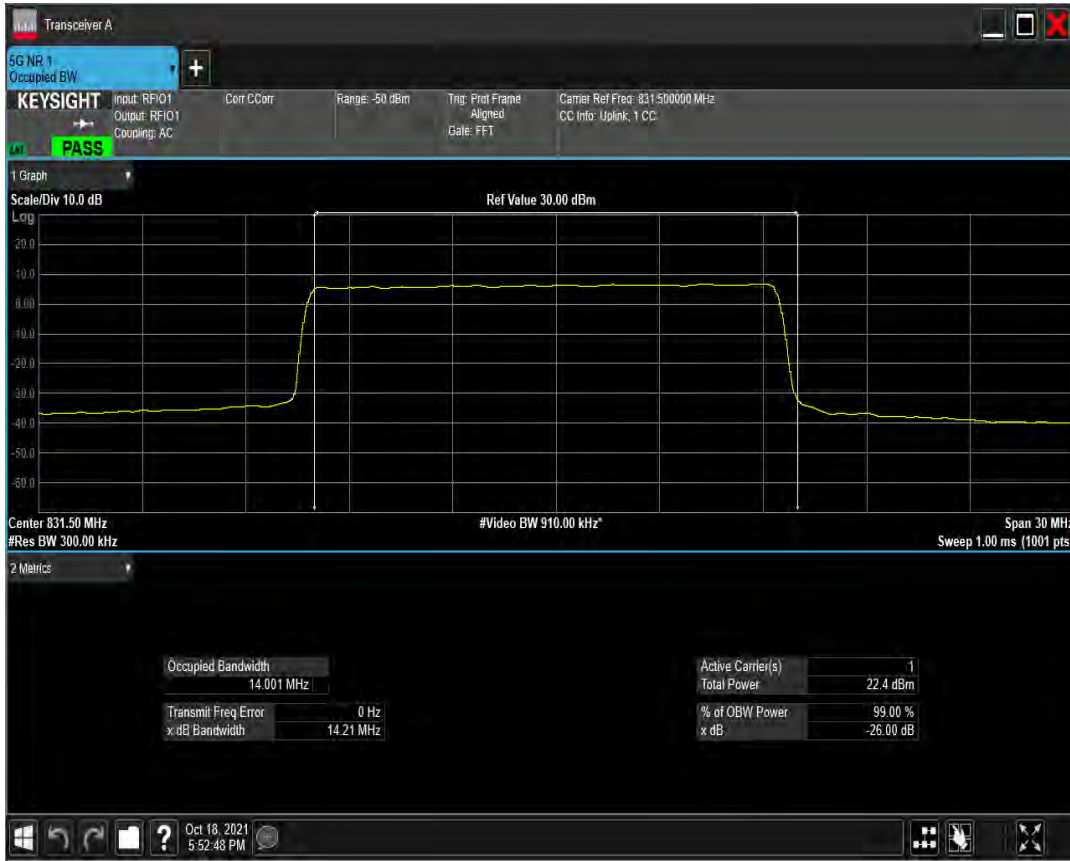 Transceiver A
5G NR 1
Occupied BW
+
KEYSIGHT
Input: RFIO1
Output: RFIO1
Coupling: AC
Corr CCorr
Range: -50 dBm
Trig: Prot Frame
Aligned
Gate: FFT
Carrier Ref Freq: 831.500000 MHz
CC Info: Uplink, 1 CC
PASS
1 Graph
Scale/Div 10.0 dB
Ref Value 30.00 dBm
Log
20.0
10.0
0.00
-10.0
-20.0
-30.0
-40.0
-50.0
-60.0
Center 831.50 MHz
#Video BW 910.00 kHz*
Span 30 MHz
#Res BW 300.00 kHz
Sweep 1.00 ms (1001 pts
2 Metrics
Occupied Bandwidth
14.001 MHz
Transmit Freq Error 0 Hz
x dB Bandwidth 14.21 MHz
Active Carrier(s) 1
Total Power 22.4 dBm
% of OBW Power 99.00 %
x dB -26.00 dB
? Oct 18, 2021
5:52:48 PM